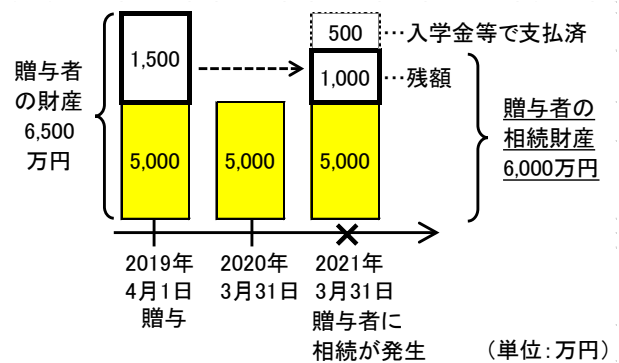 贈与者
の財産
6,500
万円
1,500
5,000
5,000
500
…入学金等で支払済
1,000
…残額
5,000
贈与者の
相続財産
6,000万円
2019年
4月1日
贈与
2020年
3月31日
2021年
3月31日
贈与者に
相続が発生
（単位：万円）